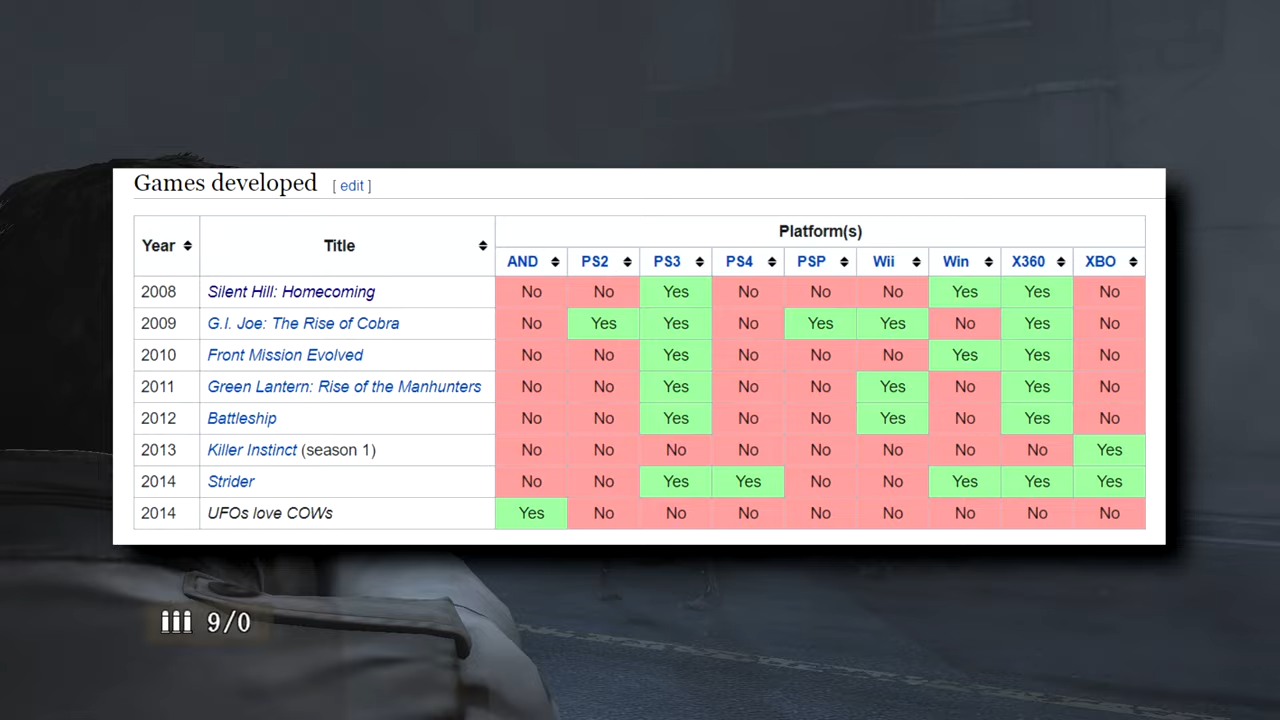 Games developed [ edit ]
Year Title Platform(s)
AND PS2 PS3 PS4 PSP Wii Win X360 XBO
2008 Silent Hill: Homecoming No No Yes No No No Yes Yes No
2009 G.I. Joe: The Rise of Cobra No Yes Yes No Yes Yes No Yes No
2010 Front Mission Evolved No No Yes No No No Yes Yes No
2011 Green Lantern: Rise of the Manhunters No No Yes No No Yes No Yes No
2012 Battleship No No Yes No No Yes No Yes No
2013 Killer Instinct (season 1) No No No No No No No No Yes
2014 Strider No No Yes Yes No No Yes Yes Yes
2014 UFOs love COWs Yes No No No No No No No No
9/0